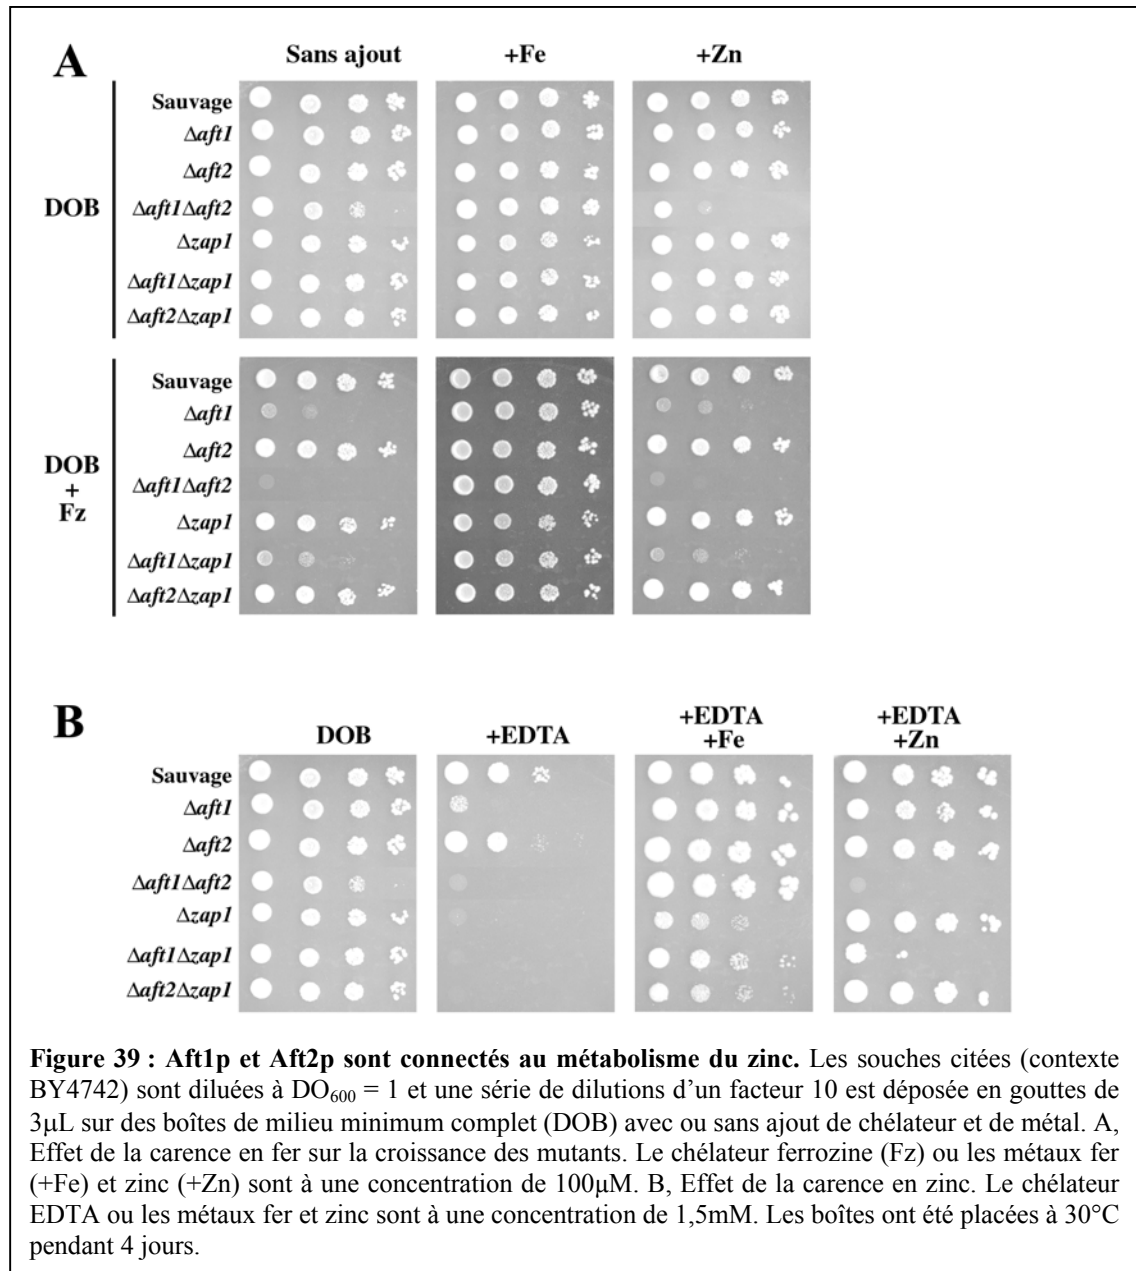 A
Sans ajout +Fe +Zn
DOB
Sauvage
Δaft1
Δaft2
Δaft1Δaft2
Δzap1
Δaft1Δzap1
Δaft2Δzap1
DOB
+
Fz
Sauvage
Δaft1
Δaft2
Δaft1Δaft2
Δzap1
Δaft1Δzap1
Δaft2Δzap1
B
DOB
+EDTA
+EDTA
+Fe
+EDTA
+Zn
Sauvage
Δaft1
Δaft2
Δaft1Δaft2
Δzap1
Δaft1Δzap1
Δaft2Δzap1
Figure 39 : Aft1p et Aft2p sont connectés au métabolisme du zinc. Les souches citées (contexte
BY4742) sont diluées à DO₆₀₀ = 1 et une série de dilutions d’un facteur 10 est déposée en gouttes de
3μL sur des boîtes de milieu minimum complet (DOB) avec ou sans ajout de chélateur et de métal. A,
Effet de la carence en fer sur la croissance des mutants. Le chélateur ferrozine (Fz) ou les métaux fer
(+Fe) et zinc (+Zn) sont à une concentration de 100μM. B, Effet de la carence en zinc. Le chélateur
EDTA ou les métaux fer et zinc sont à une concentration de 1,5mM. Les boîtes ont été placées à 30°C
pendant 4 jours.